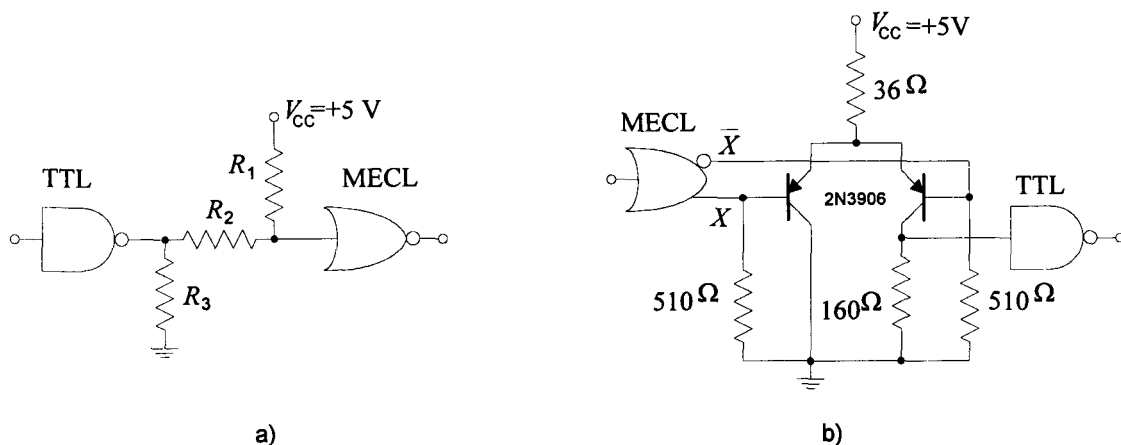 V_CC=+5 V
R_1
TTL
MECL
R_2
R_3
a)
V_CC=+5V
36 Ω
MECL
X̅
2N3906
TTL
X
510 Ω
160 Ω
510 Ω
b)